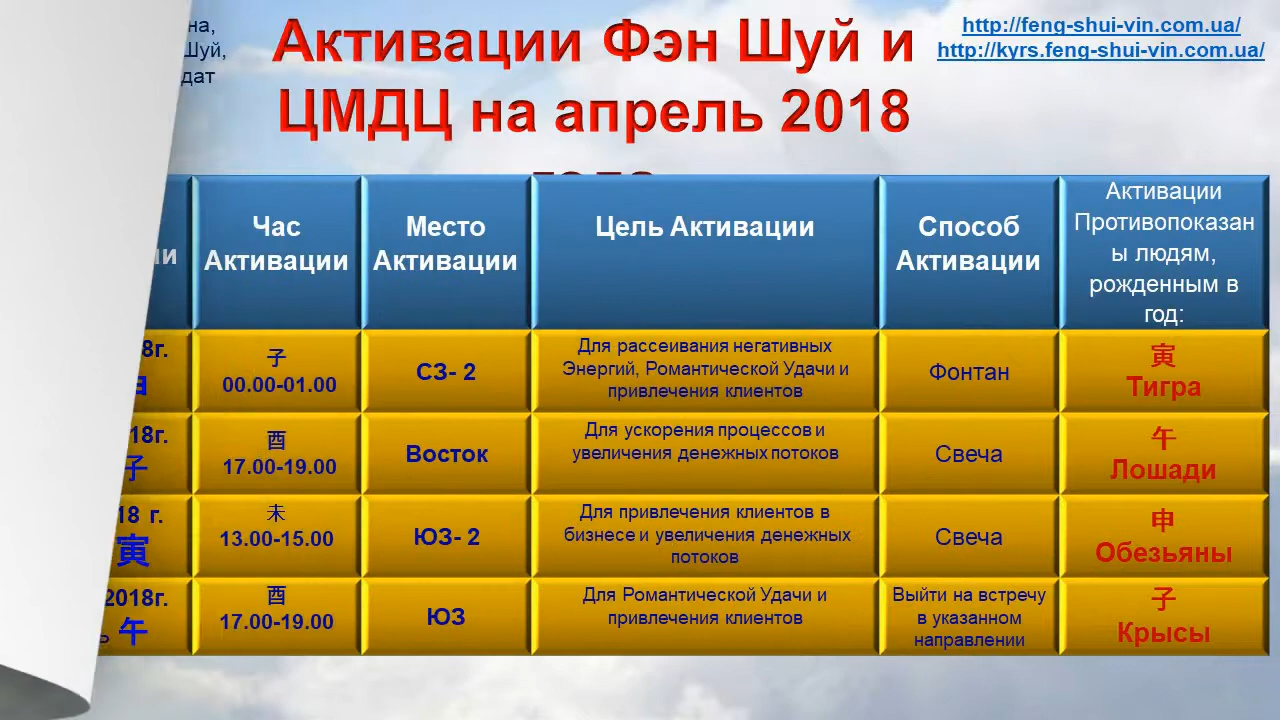 на,
Шуй,
дат
Активации Фэн Шуй и
ЦМДЦ на апрель 2018
http://feng-shui-vin.com.ua/
http://kyrs.feng-shui-vin.com.ua/
ии
Час
Активации
Место
Активации
Цель Активации
Способ
Активации
Активации
Противопоказан
ы людям,
рожденным в
год:
8г.
子
00.00-01.00
СЗ- 2
Для рассеивания негативных
Энергий, Романтической Удачи и
привлечения клиентов
Фонтан
寅
Тигра
18г.
子
酉
17.00-19.00
Восток
Для ускорения процессов и
увеличения денежных потоков
Свеча
午
Лошади
18 г.
寅
未
13.00-15.00
ЮЗ- 2
Для привлечения клиентов в
бизнесе и увеличения денежных
потоков
Свеча
申
Обезьяны
2018г.
ь 午
酉
17.00-19.00
ЮЗ
Для Романтической Удачи и
привлечения клиентов
Выйти на встречу
в указанном
направлении
子
Крысы